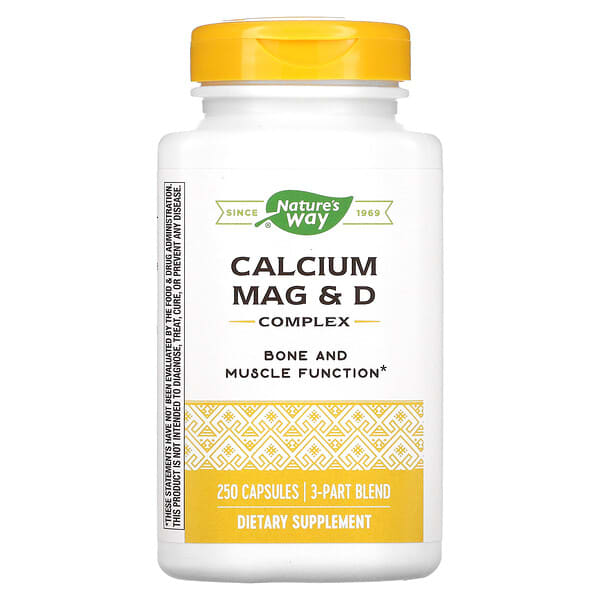 SINCE
Nature's
Way®
1969
CALCIUM
MAG & D
COMPLEX
BONE AND
MUSCLE FUNCTION*
250 CAPSULES | 3-PART BLEND
DIETARY SUPPLEMENT
*THESE STATEMENTS HAVE NOT BEEN EVALUATED BY THE FOOD & DRUG ADMINISTRATION.
THIS PRODUCT IS NOT INTENDED TO DIAGNOSE, TREAT, CURE, OR PREVENT ANY DISEASE.